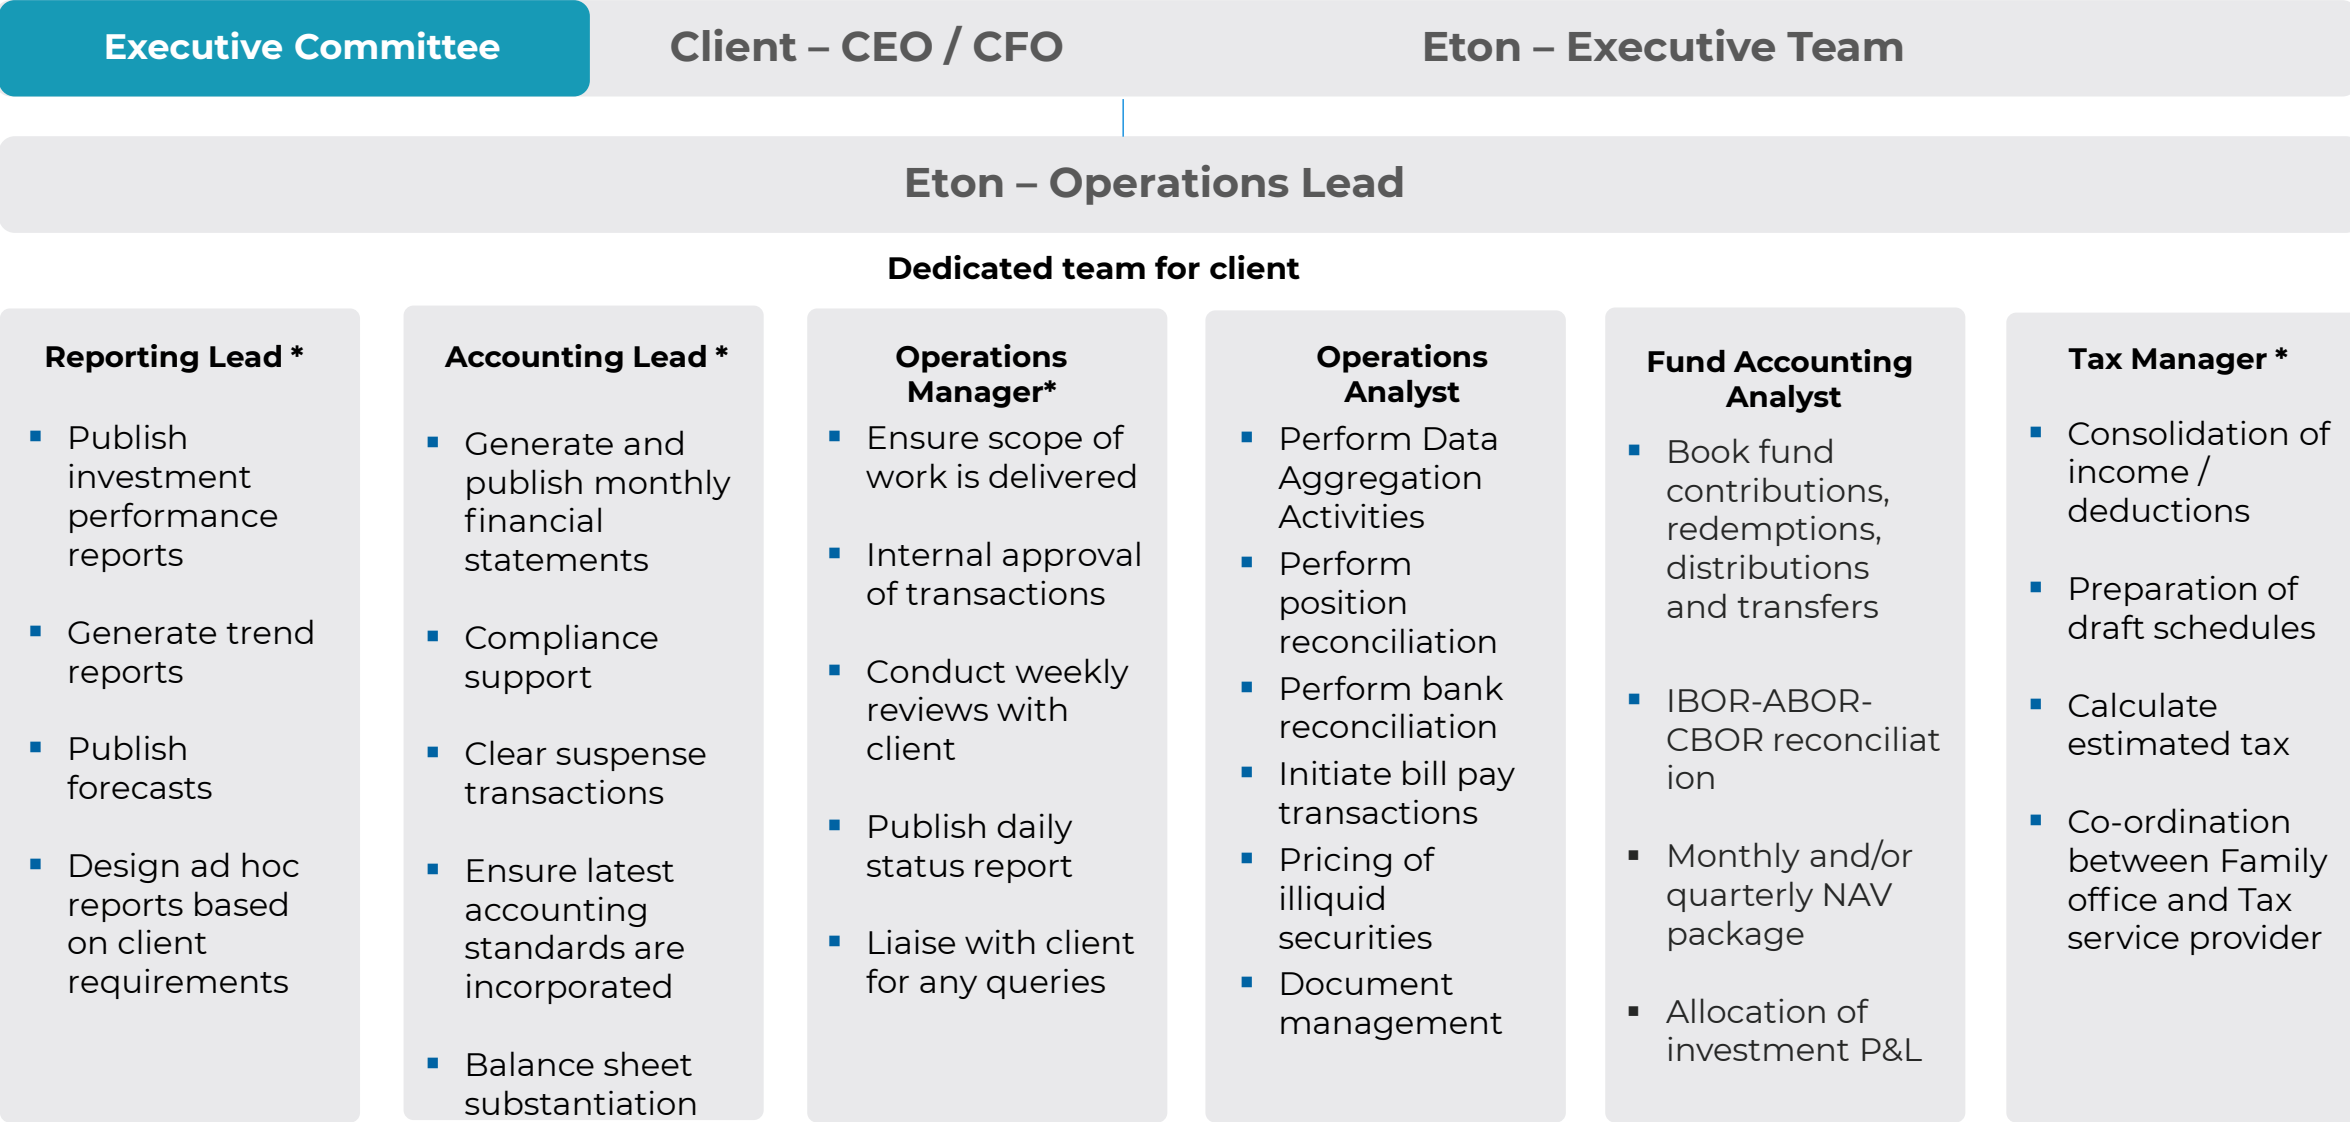 Executive Committee
Client – CEO / CFO
Eton – Executive Team
Eton – Operations Lead
Dedicated team for client
Reporting Lead *
Publish
investment
performance
reports
Generate trend
reports
Publish
forecasts
Design ad hoc
reports based
on client
requirements
Accounting Lead *
Generate and
publish monthly
financial
statements
Compliance
support
Clear suspense
transactions
Ensure latest
accounting
standards are
incorporated
Balance sheet
substantiation
Operations
Manager*
Ensure scope of
work is delivered
Internal approval
of transactions
Conduct weekly
reviews with
client
Publish daily
status report
Liaise with client
for any queries
Operations
Analyst
Perform Data
Aggregation
Activities
Perform
position
reconciliation
Perform bank
reconciliation
Initiate bill pay
transactions
Pricing of
illiquid
securities
Document
management
Fund Accounting
Analyst
Book fund
contributions,
redemptions,
distributions
and transfers
IBOR-ABOR-
CBOR reconciliat
ion
Monthly and/or
quarterly NAV
package
Allocation of
investment P&L
Tax Manager *
Consolidation of
income /
deductions
Preparation of
draft schedules
Calculate
estimated tax
Co-ordination
between Family
office and Tax
service provider